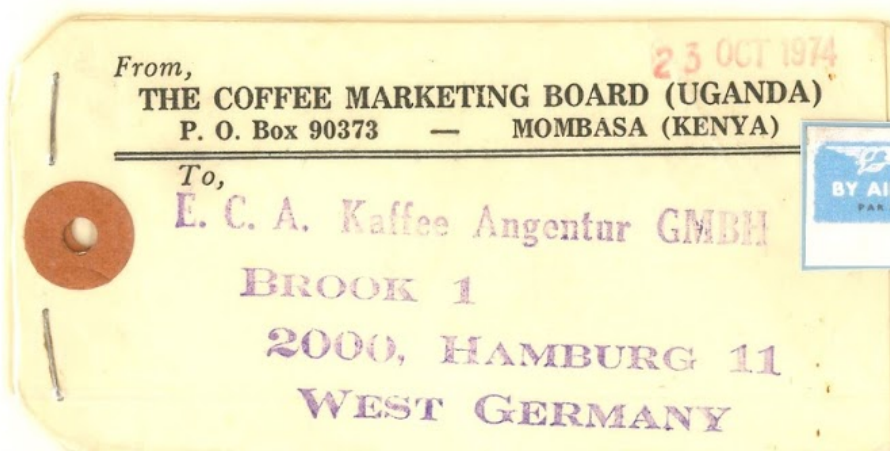 23 OCT 1974
From,
THE COFFEE MARKETING BOARD (UGANDA)
P. O. Box 90373 — MOMBASA (KENYA)
To,
E. C. A. Kaffee Angentur GMBH
BROOK 1
2000, HAMBURG 11
WEST GERMANY
BY AI
PAR